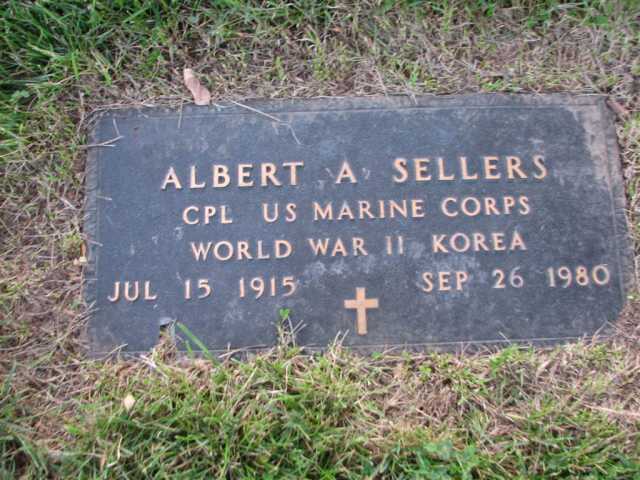 ALBERT A SELLERS
CPL US MARINE CORPS
WORLD WAR II KOREA
JUL 15 1915 SEP 26 1980